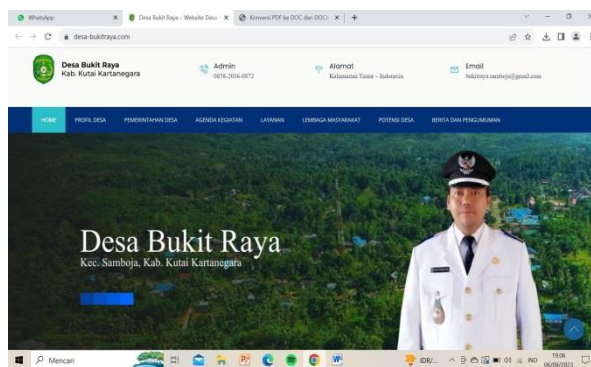 WhatsApp
Desa Bukit Raya – Website Desa
Konversi PDF ke DOC dan DOCX
desa-bukitraya.com
Desa Bukit Raya
Kab. Kutai Kartanegara
Admin
Alamat
Kalimantan Timur – Indonesia
Email
HOME PROFIL DESA PEMERINTAHAN DESA AGENDA KEGIATAN LAYANAN LEMBAGA MASYARAKAT POTENSI DESA BERITA DAN PENGUMUMAN
Desa Bukit Raya
Kec. Samboja, Kab. Kutai Kartanegara
Mencari
IDR/...
IND
19.06
06/08/2023